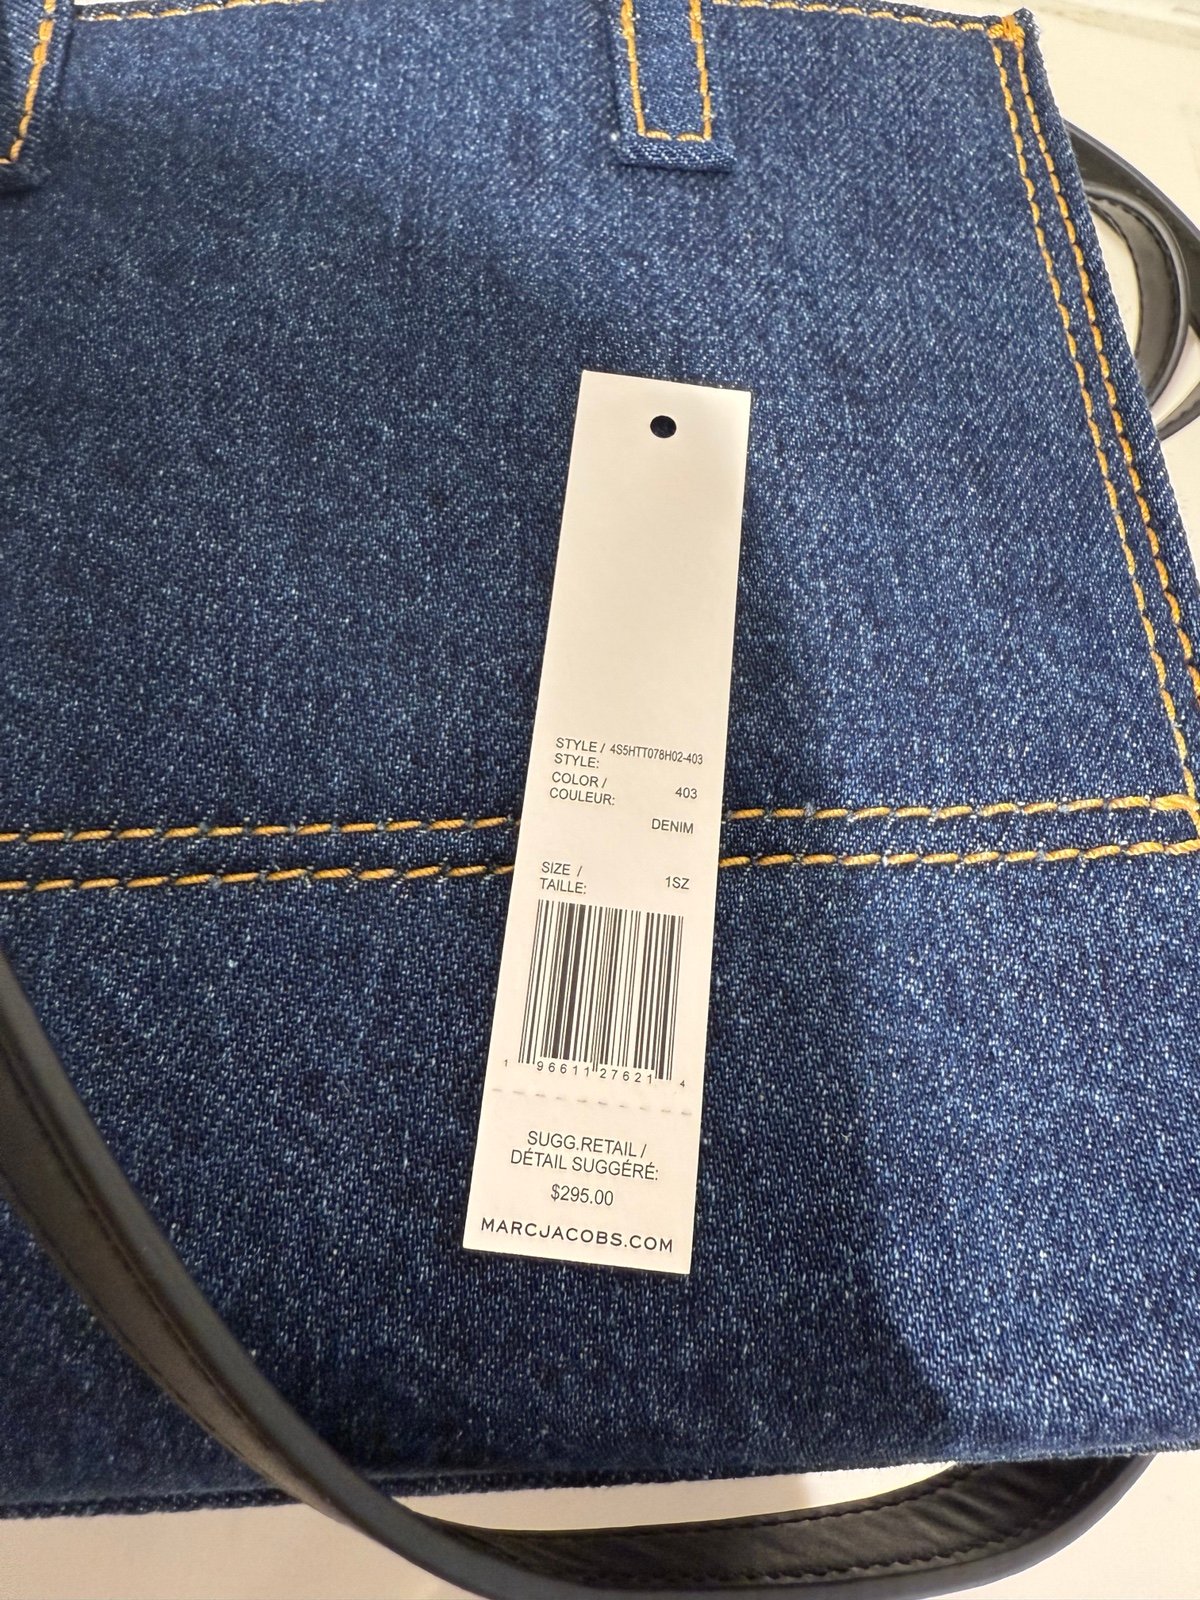 STYLE / 4S5HTT078H02-403
STYLE:
COLOR / 403
COULEUR:
DENIM
SIZE / 1SZ
TAILLE:
1 96611 27621 4
SUGG.RETAIL /
DÉTAIL SUGGÉRÉ:
$295.00
MARCJACOBS.COM